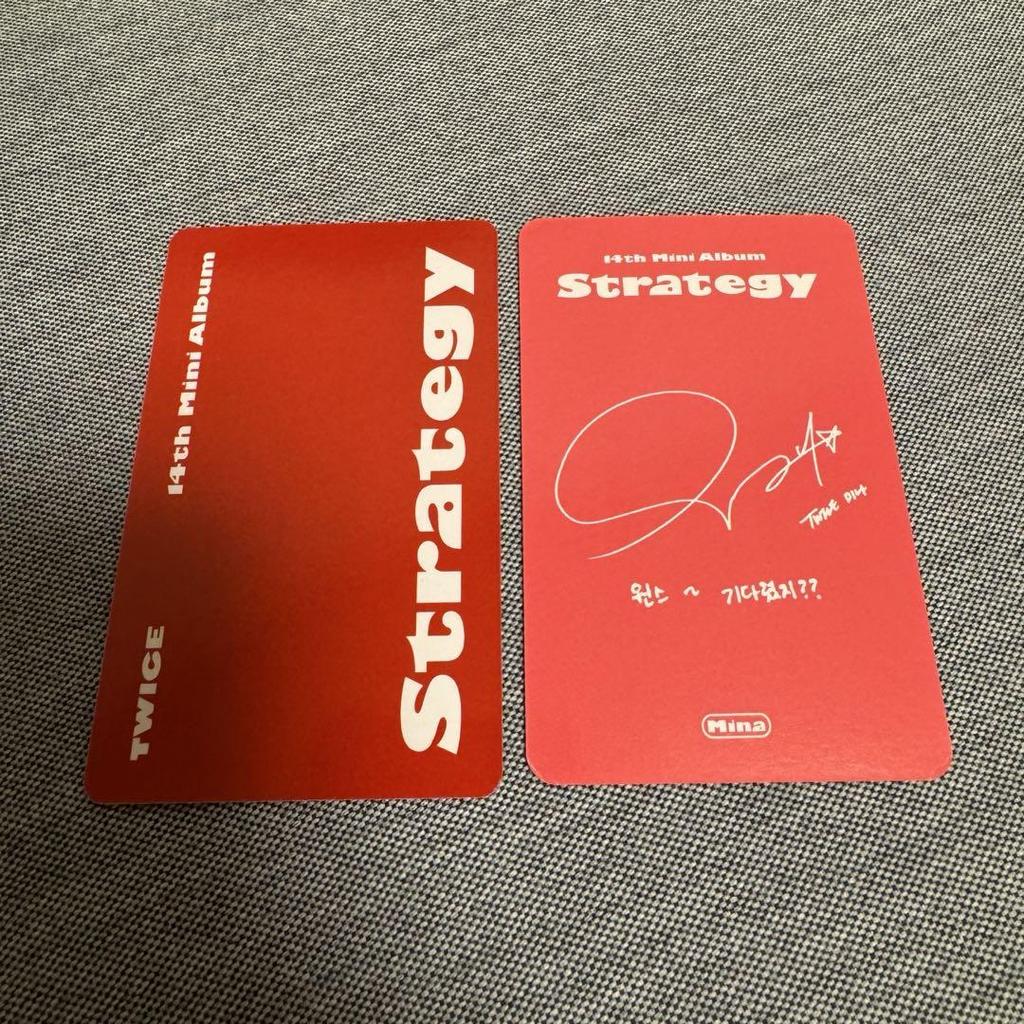 14th Mini Album
TWICE
Strategy
14th Mini Album
Strategy
TWICE 미나
원스 ~ 기다렸지??
Mina